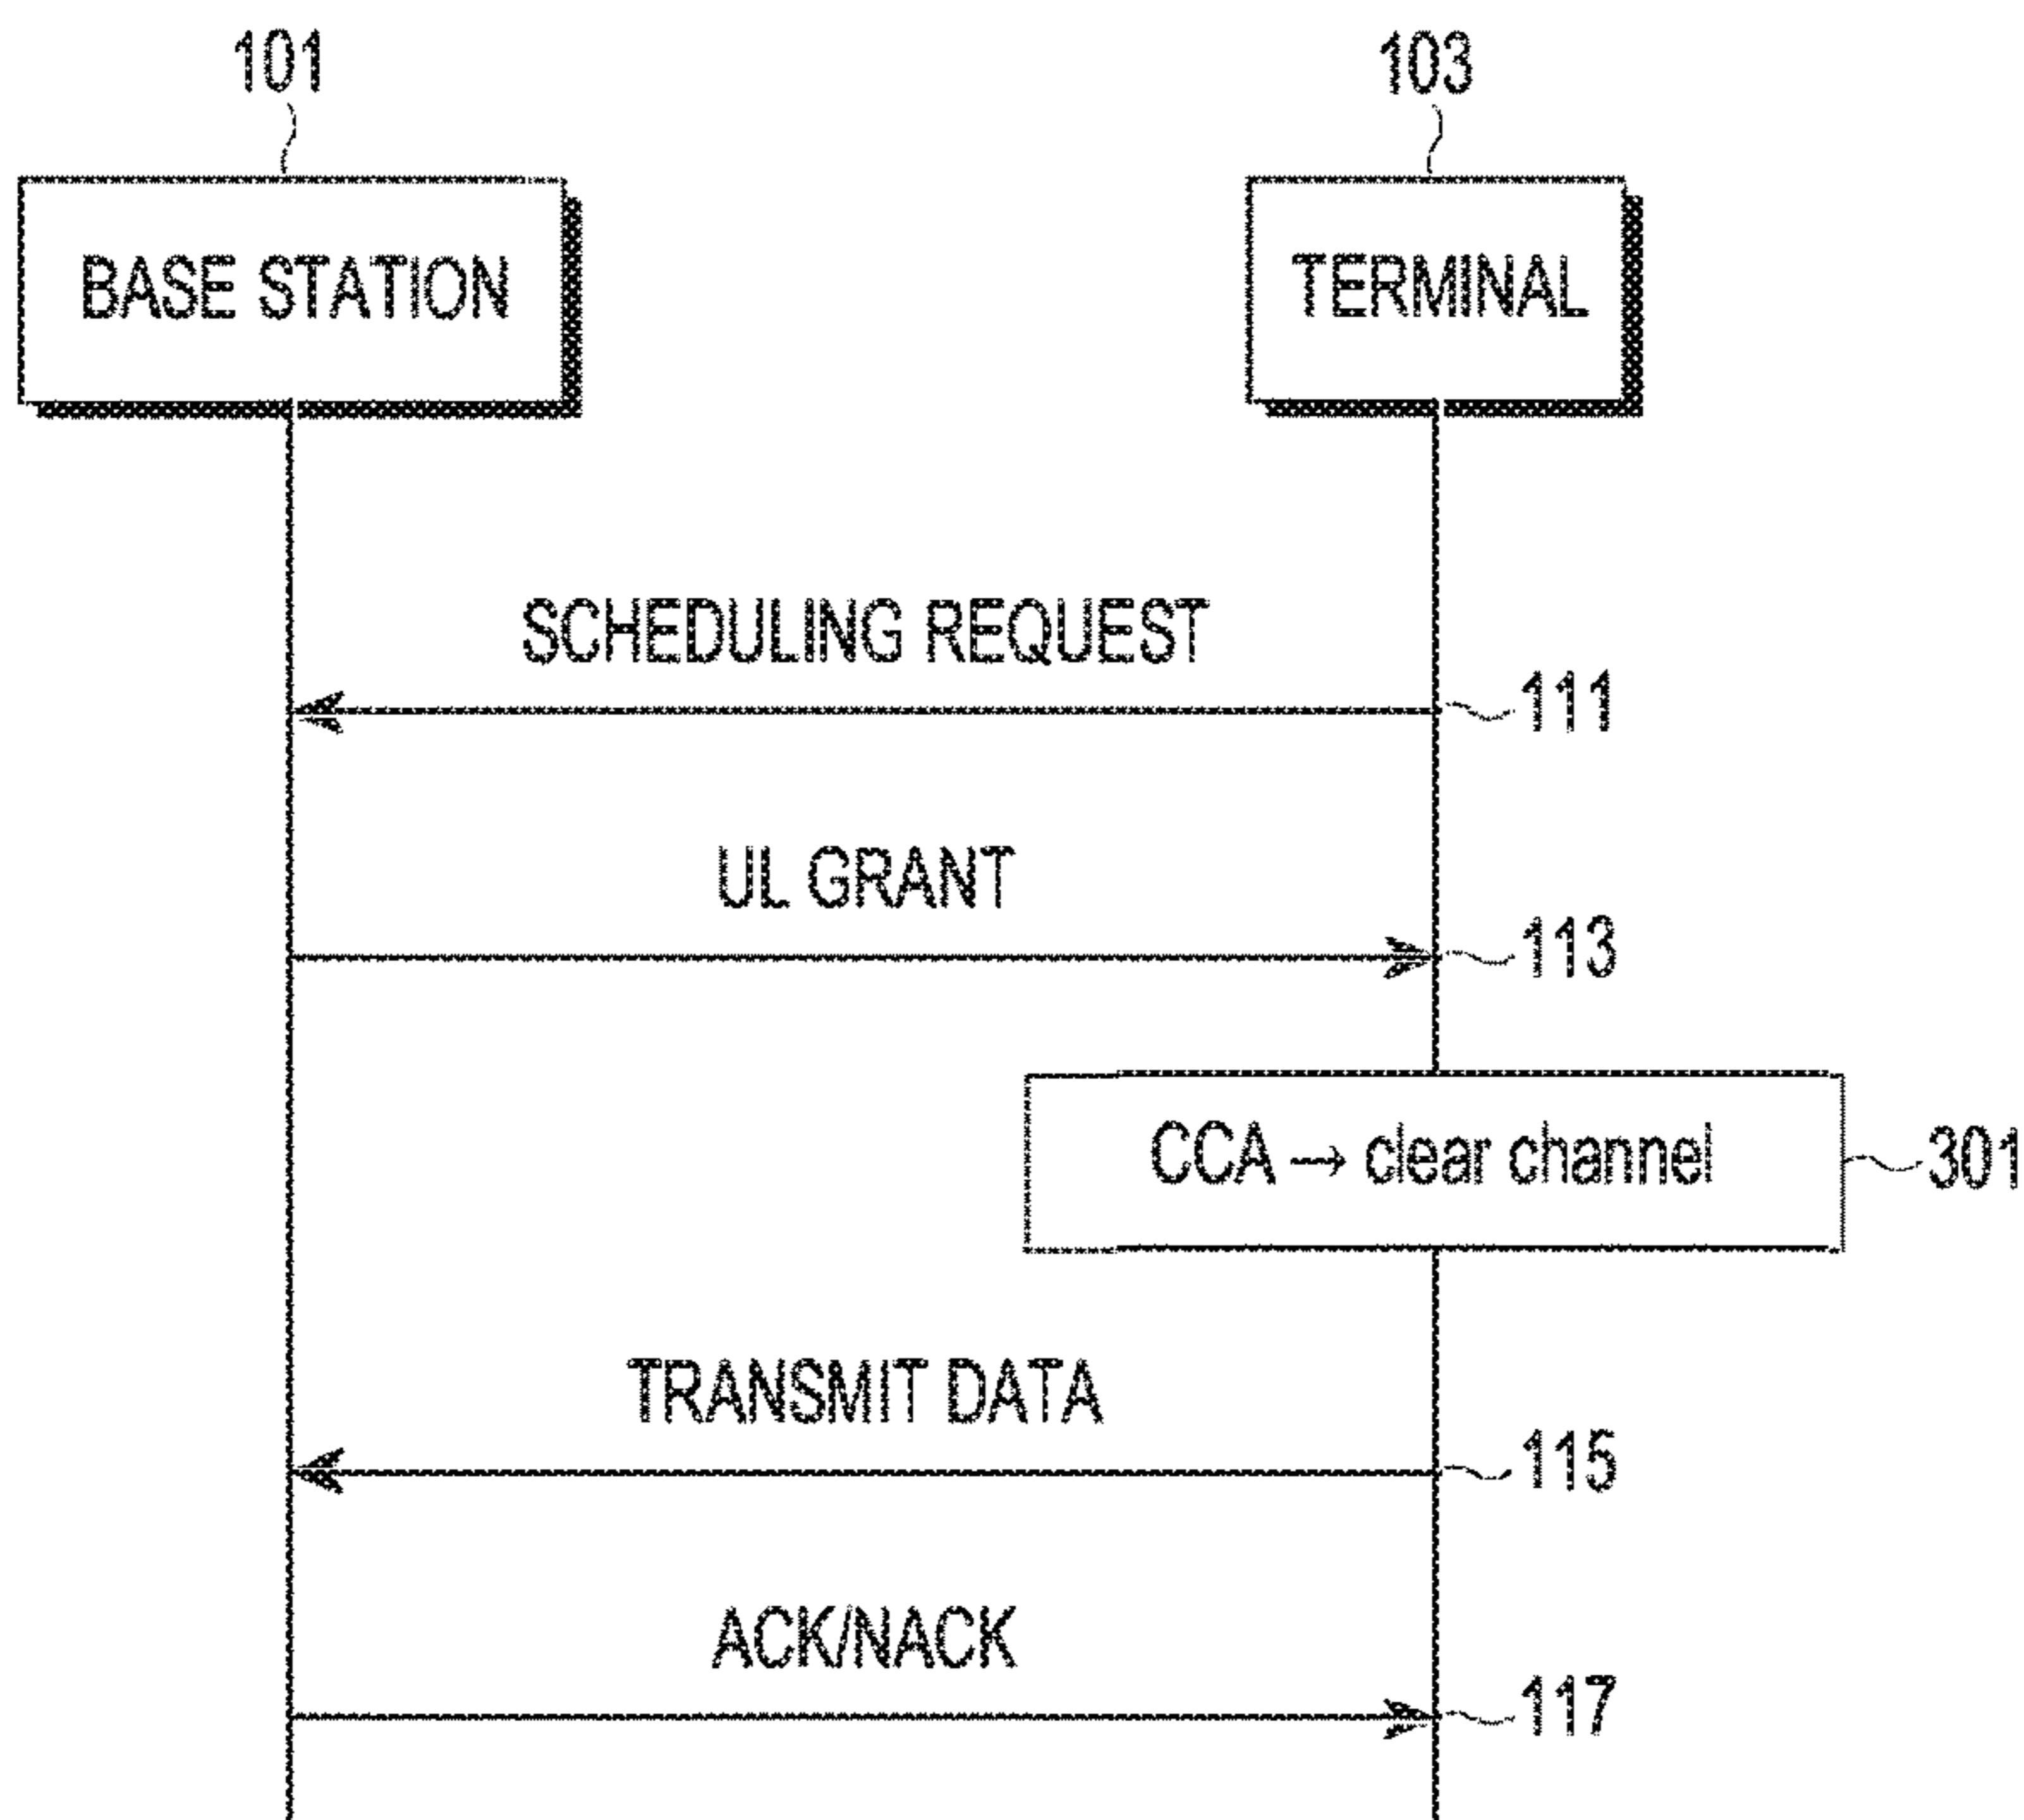 101
103
BASE STATION
TERMINAL
SCHEDULING REQUEST
111
UL GRANT
113
CCA → clear channel
301
TRANSMIT DATA
115
ACK/NACK
117